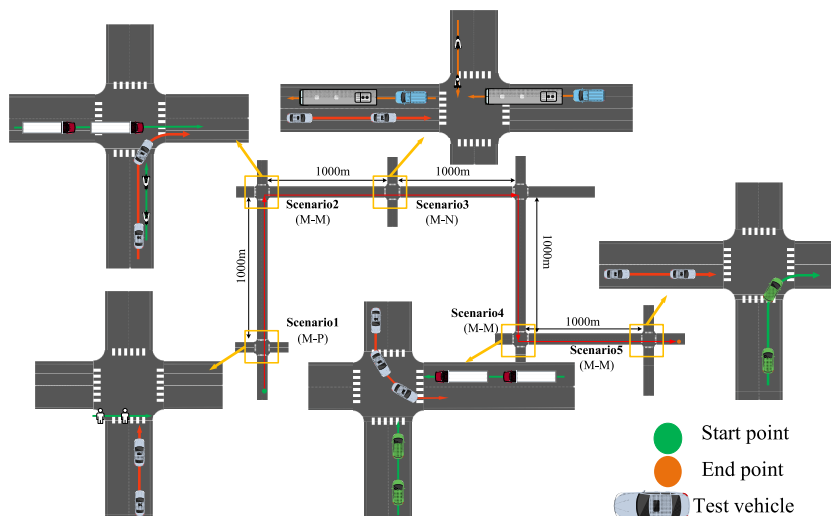 1000m
1000m
Scenario2
(M-M)
Scenario3
(M-N)
1000m
1000m
Scenario1
(M-P)
Scenario4
(M-M)
1000m
Scenario5
(M-M)
Start point
End point
Test vehicle